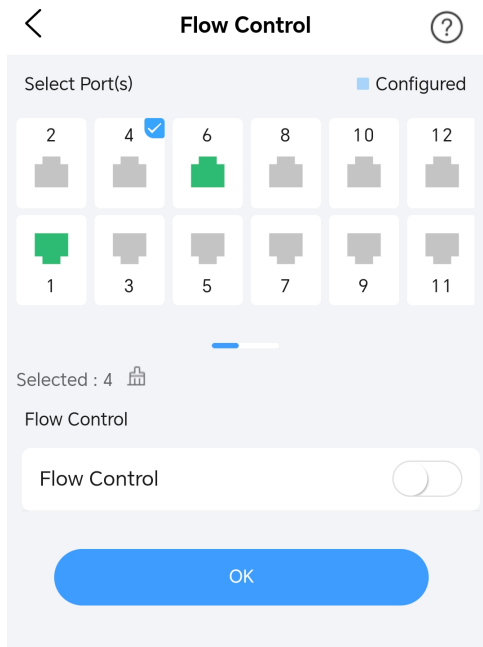 Flow Control
?
Select Port(s)
Configured
2 4 6 8 10 12
1 3 5 7 9 11
Selected : 4
Flow Control
Flow Control
OK